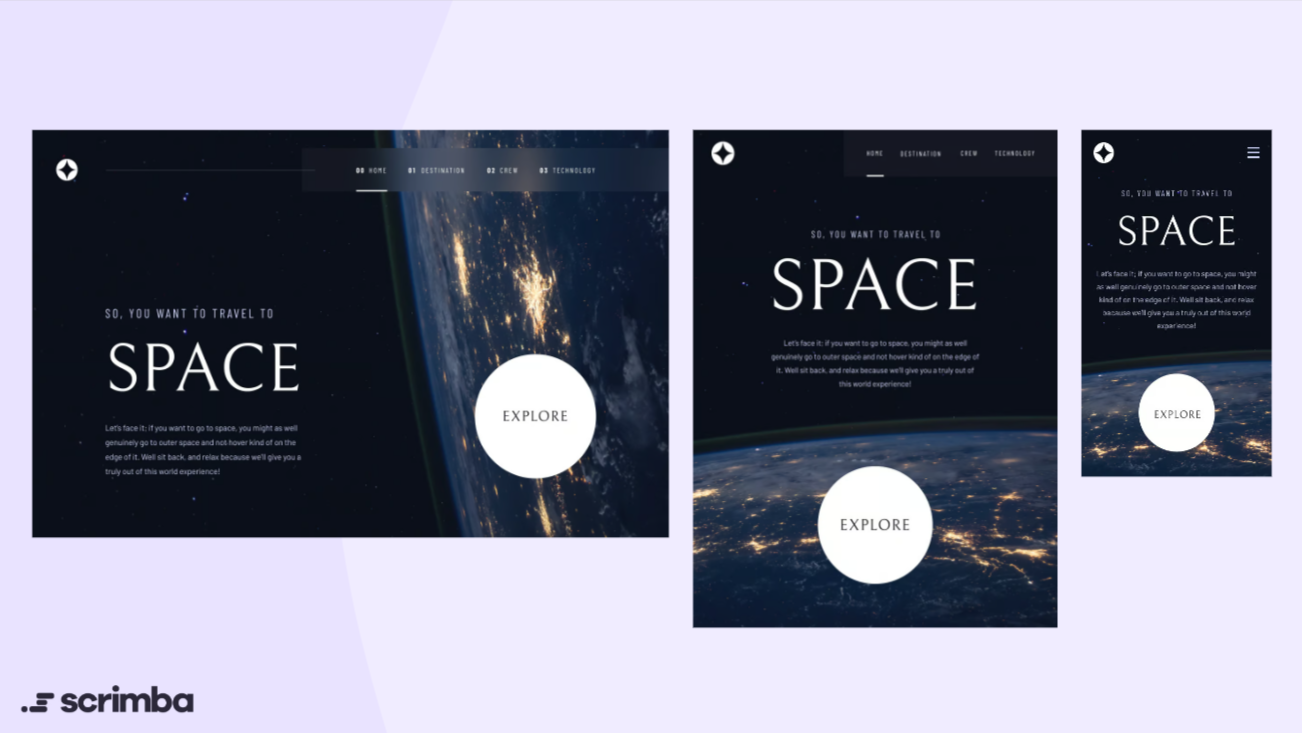 00 HOME 01 DESTINATION 02 CREW 03 TECHNOLOGY
SO, YOU WANT TO TRAVEL TO
SPACE
Let's face it; if you want to go to space, you might as well
genuinely go to outer space and not hover kind of on the
edge of it. Well sit back, and relax because we'll give you a
truly out of this world experience!
EXPLORE
HOME DESTINATION CREW TECHNOLOGY
SO, YOU WANT TO TRAVEL TO
SPACE
Let's face it; if you want to go to space, you might as well
genuinely go to outer space and not hover kind of on the edge of
it. Well sit back, and relax because we'll give you a truly out of
this world experience!
EXPLORE
SO, YOU WANT TO TRAVEL TO
SPACE
Let's face it; if you want to go to space, you might
as well genuinely go to outer space and not hover
kind of on the edge of it. Well sit back, and relax
because we'll give you a truly out of this world
experience!
EXPLORE
scrimba